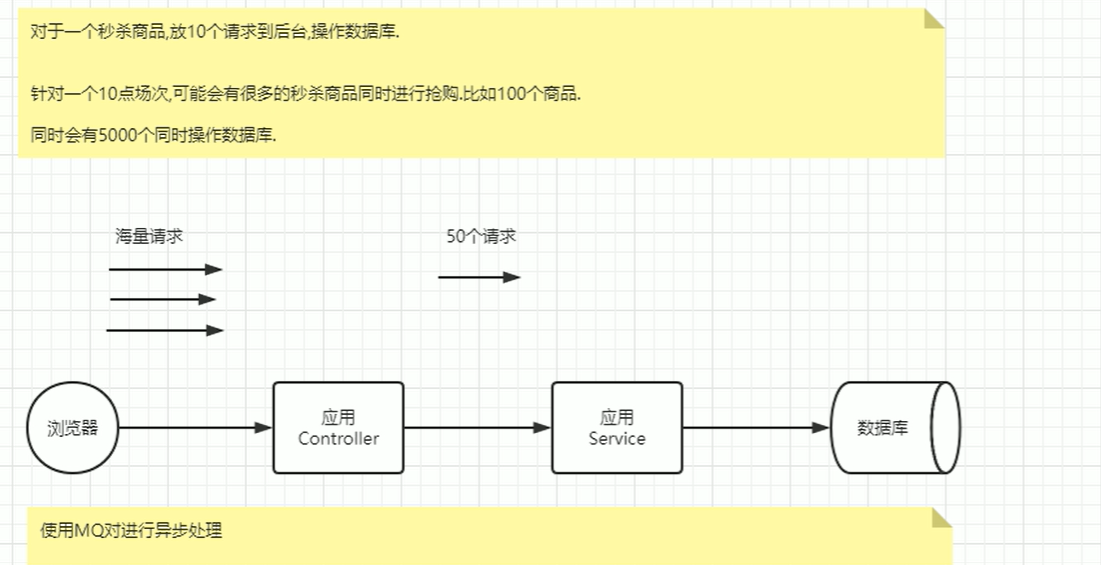 对于一个秒杀商品,放10个请求到后台,操作数据库.
针对一个10点场次,可能会有很多的秒杀商品同时进行抢购.比如100个商品.
同时会有5000个同时操作数据库.
海量请求
50个请求
浏览器
应用
Controller
应用
Service
数据库
使用MQ对进行异步处理